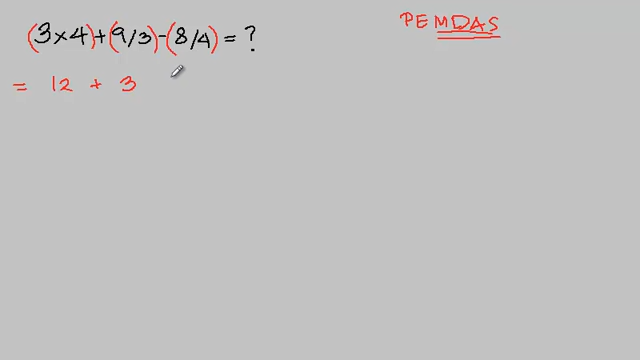 PEMDAS
(3×4)+(9/3)-(8/4)=?
= 12 + 3